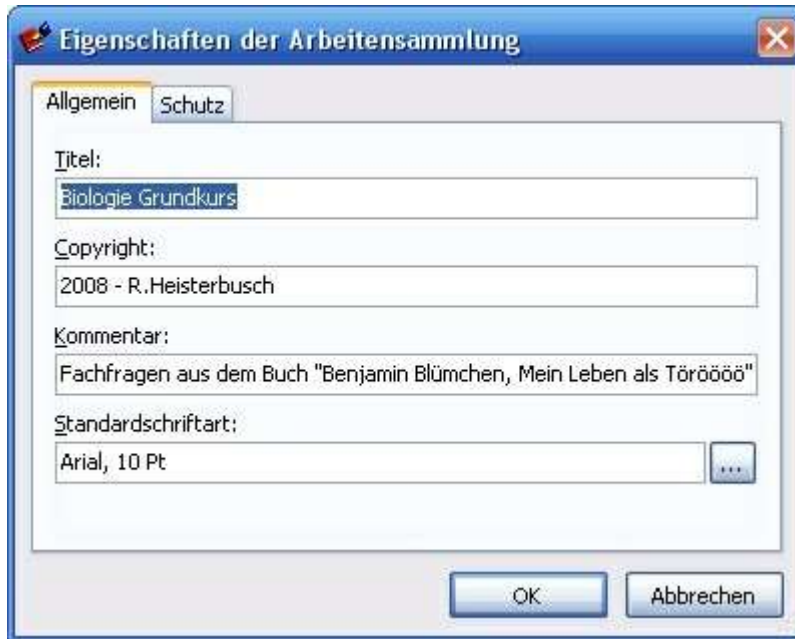 Eigenschaften der Arbeitensammlung
Allgemein Schutz
Titel:
Biologie Grundkurs
Copyright:
2008 - R.Heisterbusch
Kommentar:
Fachfragen aus dem Buch "Benjamin Blümchen, Mein Leben als Töröööö"
Standardschriftart:
Arial, 10 Pt
...
OK Abbrechen